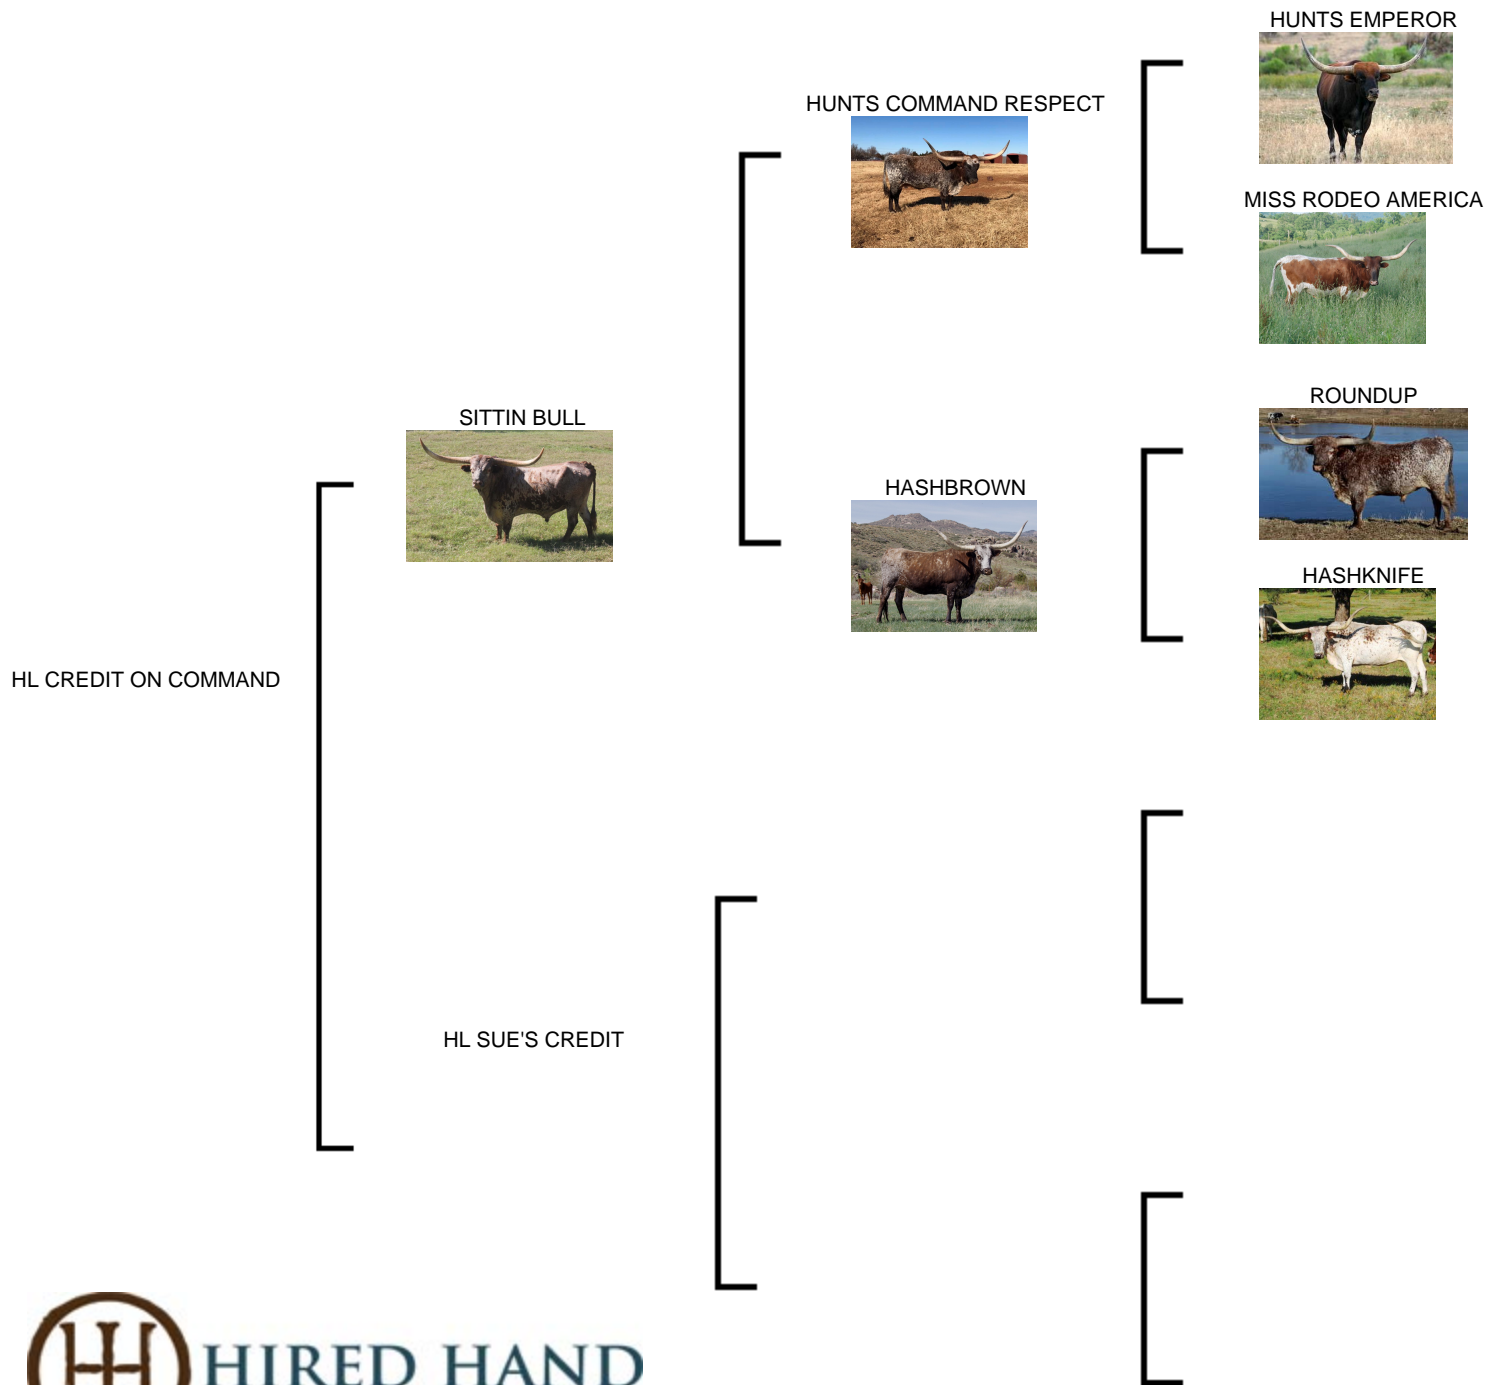 HUNTS EMPEROR
HUNTS COMMAND RESPECT
MISS RODEO AMERICA
ROUNDUP
SITTIN BULL
HASHBROWN
HASHKNIFE
HL CREDIT ON COMMAND
HL SUE'S CREDIT
HIRED HAND